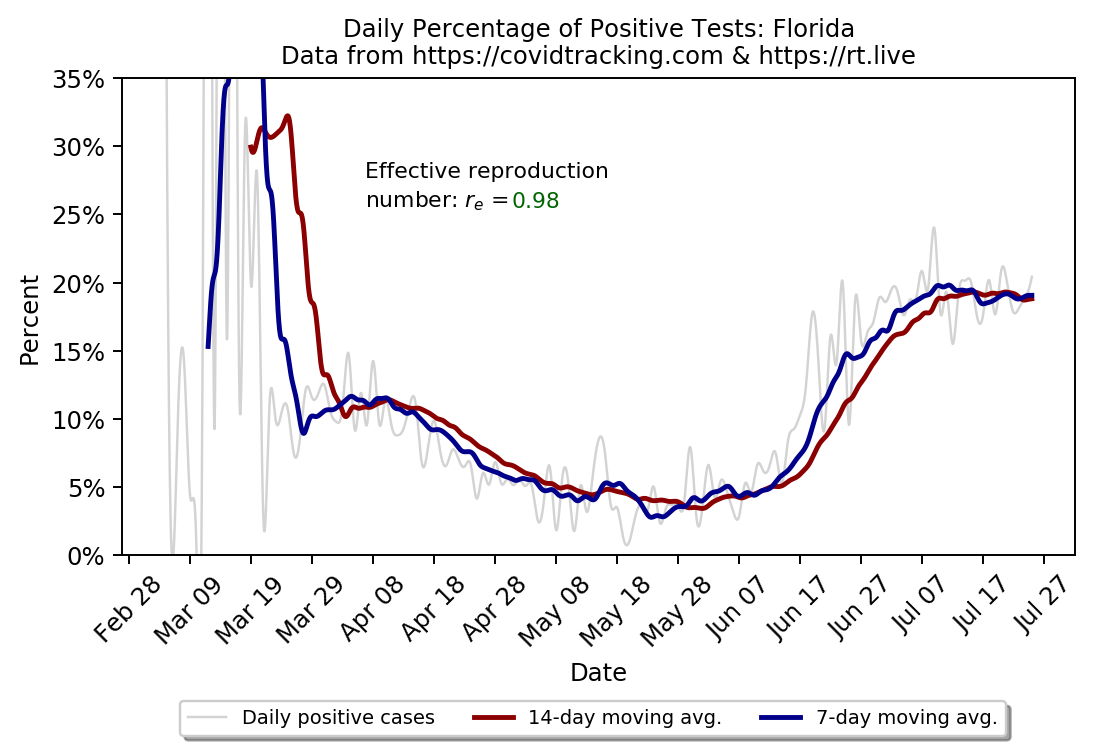 Daily Percentage of Positive Tests: Florida
Data from https://covidtracking.com & https://rt.live
35%
30%
25%
20%
15%
10%
5%
0%
Percent
Effective reproduction
number: re = 0.98
Feb 28
Mar 09
Mar 19
Mar 29
Apr 08
Apr 18
Apr 28
May 08
May 18
May 28
Jun 07
Jun 17
Jun 27
Jul 07
Jul 17
Jul 27
Date
Daily positive cases
14-day moving avg.
7-day moving avg.